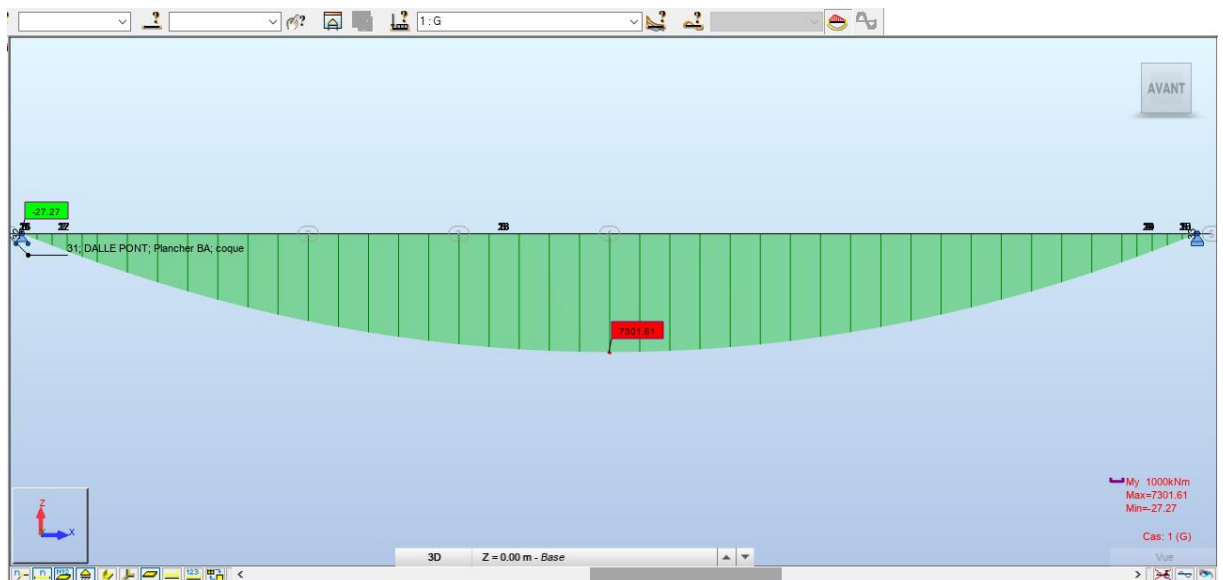 1 : G
AVANT
-27.27
31; DALLE PONT; Plancher BA; coque
7301.61
My 1000kNm
Max=7301.61
Min=-27.27
Cas: 1 (G)
Z
X
3D Z = 0.00 m - Base
Vue